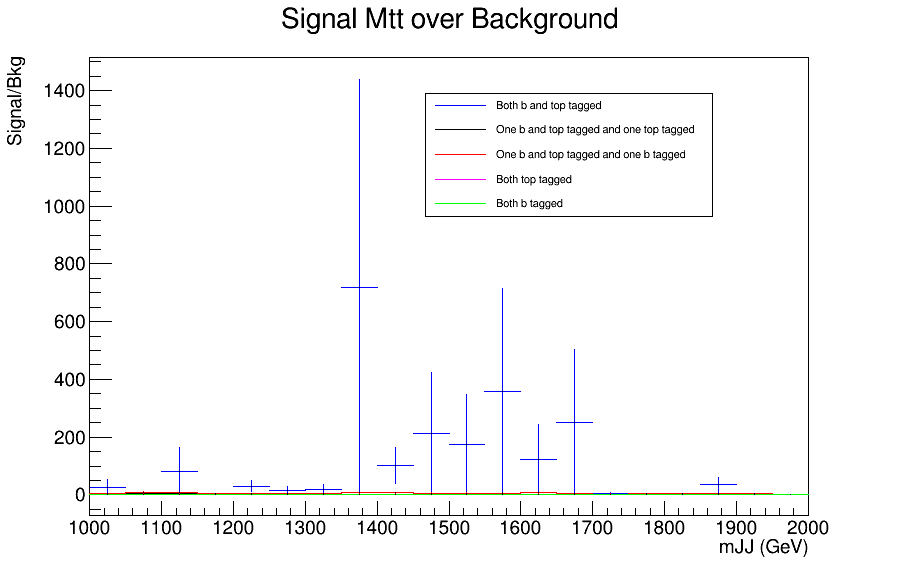 Signal Mtt over Background
Signal/Bkg
1400
1200
1000
800
600
400
200
0
Both b and top tagged
One b and top tagged and one top tagged
One b and top tagged and one b tagged
Both top tagged
Both b tagged
1000 1100 1200 1300 1400 1500 1600 1700 1800 1900 2000
mJJ (GeV)